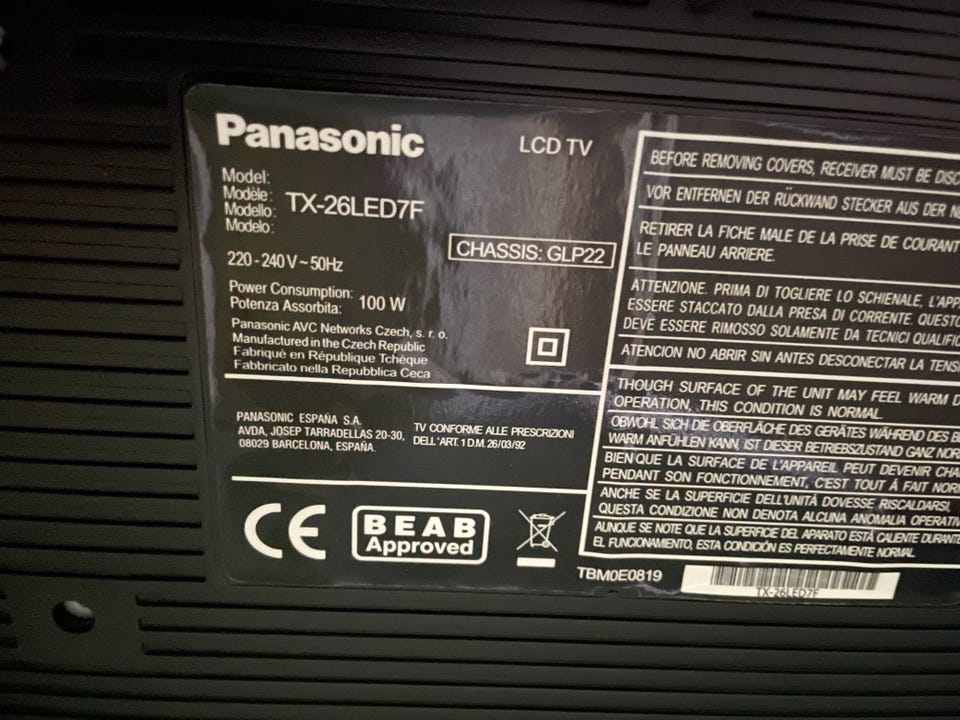 Panasonic
LCD TV
Model:
Modèle:
Modello:
Modelo:
TX-26LED7F
CHASSIS: GLP22
220 - 240 V ~ 50Hz
Power Consumption:
Potenza Assorbita:
100 W
Panasonic AVC Networks Czech, s. r. o.
Manufactured in the Czech Republic
Fabriqué en République Tchèque
Fabbricato nella Repubblica Ceca
PANASONIC ESPAÑA S.A.
AVDA, JOSEP TARRADELLAS 20-30,
08029 BARCELONA, ESPAÑA.
TV CONFORME ALLE PRESCRIZIONI
DELL'ART. 1 D.M. 26/03/92
CE
BEAB
Approved
BEFORE REMOVING COVERS, RECEIVER MUST BE DISC
VOR ENTFERNEN DER RÜCKWAND STECKER AUS DER N
RETIRER LA FICHE MALE DE LA PRISE DE COURANT
LE PANNEAU ARRIERE.
ATTENZIONE. PRIMA DI TOGLIERE LO SCHIENALE, L'APP
ESSERE STACCATO DALLA PRESA DI CORRENTE. QUESTO
DEVE ESSERE RIMOSSO SOLAMENTE DA TECNICI QUALIFIC
ATENCION NO ABRIR SIN ANTES DESCONECTAR LA TENS
THOUGH SURFACE OF THE UNIT MAY FEEL WARM D
OPERATION, THIS CONDITION IS NORMAL.
OBWOHL SICH DIE OBERFLÄCHE DES GERÄTES WÄHREND DES B
WARM ANFÜHLEN KANN, IST DIESER BETRIEBSZUSTAND GANZ NOR
BIEN QUE LA SURFACE DE L'APPAREIL PEUT DEVENIR CHA
PENDANT SON FONCTIONNEMENT, C'EST TOUT À FAIT NOR
ANCHE SE LA SUPERFICIE DELL'UNITÀ DOVESSE RISCALDARSI,
QUESTA CONDIZIONE NON DENOTA ALCUNA ANOMALIA OPERATIV
AUNQUE SE NOTE QUE LA SUPERFICIE DEL APARATO ESTÁ CALIENTE DURANTE
EL FUNCIONAMIENTO, ESTA CONDICIÓN ES PERFECTAMENTE NORMAL
TBM0E0819
TX-26LED7F